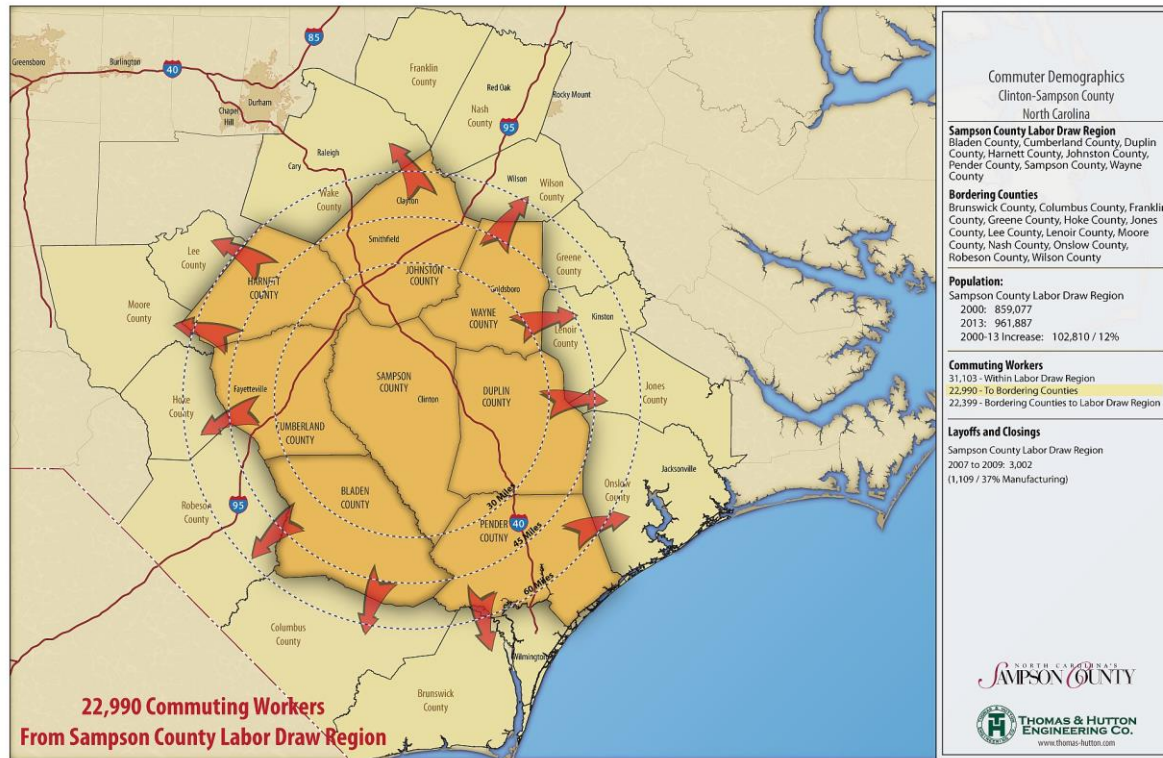 85
Greensboro
Burlington
40
Durham
Chapel
Hill
Franklin
County
Red Oak
Nash
County
Rocky Mount
95
Raleigh
Cary
Wake
County
Wilson
Wilson
County
Clayton
Smithfield
Lee
County
HARNETT
COUNTY
JOHNSTON
COUNTY
Greene
County
Goldsboro
Moore
County
WAYNE
COUNTY
Kinston
Lenoir
County
SAMPSON
COUNTY
Fayetteville
Clinton
DUPLIN
COUNTY
Jones
County
Hoke
County
CUMBERLAND
COUNTY
Jacksonville
Onslow
County
BLADEN
COUNTY
30 Miles
95
Robeson
County
PENDER
COUTNY
40
45 Miles
60 Miles
Columbus
County
Wilmington
Brunswick
County
22,990 Commuting Workers
From Sampson County Labor Draw Region
Commuter Demographics
Clinton-Sampson County
North Carolina
Sampson County Labor Draw Region
Bladen County, Cumberland County, Duplin
County, Harnett County, Johnston County,
Pender County, Sampson County, Wayne
County
Bordering Counties
Brunswick County, Columbus County, Franklin
County, Greene County, Hoke County, Jones
County, Lee County, Lenoir County, Moore
County, Nash County, Onslow County,
Robeson County, Wilson County
Population:
Sampson County Labor Draw Region
2000: 859,077
2013: 961,887
2000-13 Increase: 102,810 / 12%
Commuting Workers
31,103 - Within Labor Draw Region
22,990 - To Bordering Counties
22,399 - Bordering Counties to Labor Draw Region
Layoffs and Closings
Sampson County Labor Draw Region
2007 to 2009: 3,002
(1,109 / 37% Manufacturing)
NORTH CAROLINA'S
SAMPSON COUNTY
THOMAS & HUTTON
ENGINEERING CO.
www.thomas-hutton.com